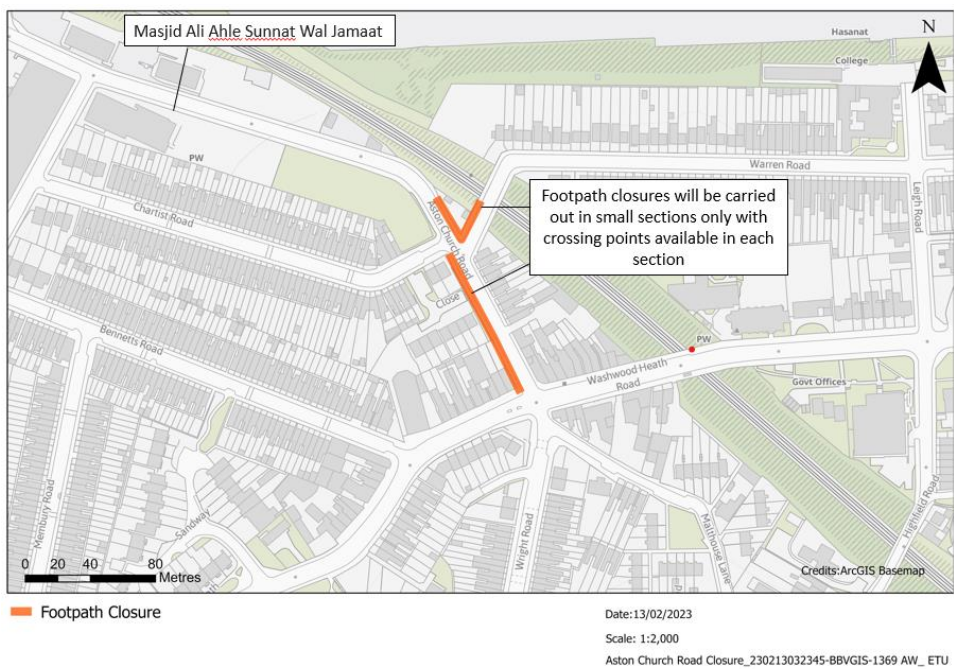 Masjid Ali Ahle Sunnat Wal Jamaat
N
Hasanat
College
PW
Warren Road
Leigh Road
Chartist Road
Aston Church Road
Footpath closures will be carried
out in small sections only with
crossing points available in each
section
Close
Bennetts Road
PW
Washwood Heath
Road
Govt Offices
Membury Road
Sandway
Wright Road
Malthouse Lane
Highfield Road
0 20 40 80
Metres
Credits:ArcGIS Basemap
Footpath Closure
Date:13/02/2023
Scale: 1:2,000
Aston Church Road Closure_230213032345-BBVGIS-1369 AW_ ETU